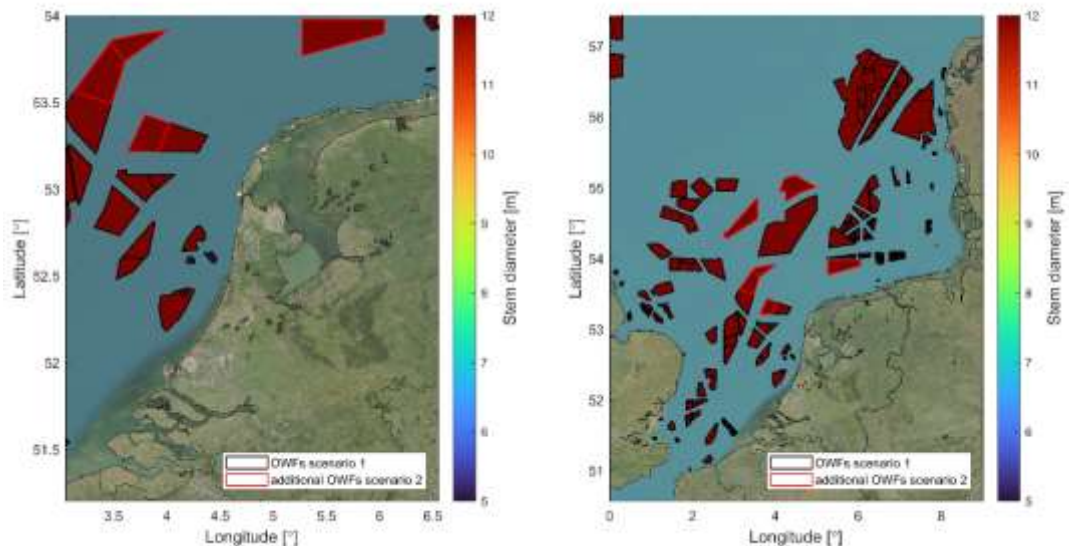 54
53.5
53
52.5
52
51.5
Latitude [°]
3.5 4 4.5 5 5.5 6 6.5
Longitude [°]
OWFs scenario 1
additional OWFs scenario 2
12
11
10
9
8
7
6
5
Stem diameter [m]
57
56
55
54
53
52
51
Latitude [°]
0 2 4 6 8
Longitude [°]
OWFs scenario 1
additional OWFs scenario 2
12
11
10
9
8
7
6
5
Stem diameter [m]